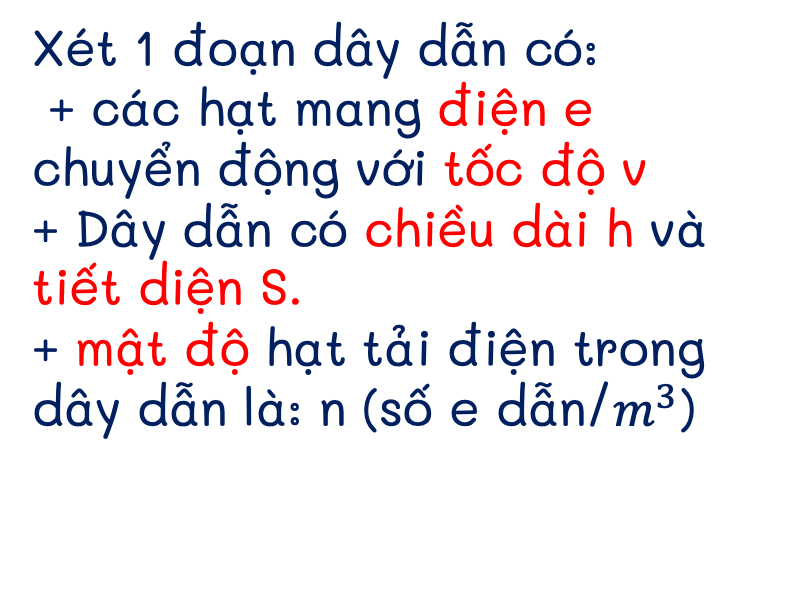 Xét 1 đoạn dây dẫn có:
+ các hạt mang điện e
chuyển động với tốc độ v
+ Dây dẫn có chiều dài h và
tiết diện S.
+ mật độ hạt tải điện trong
dây dẫn là: n (số e dẫn/𝑚³)